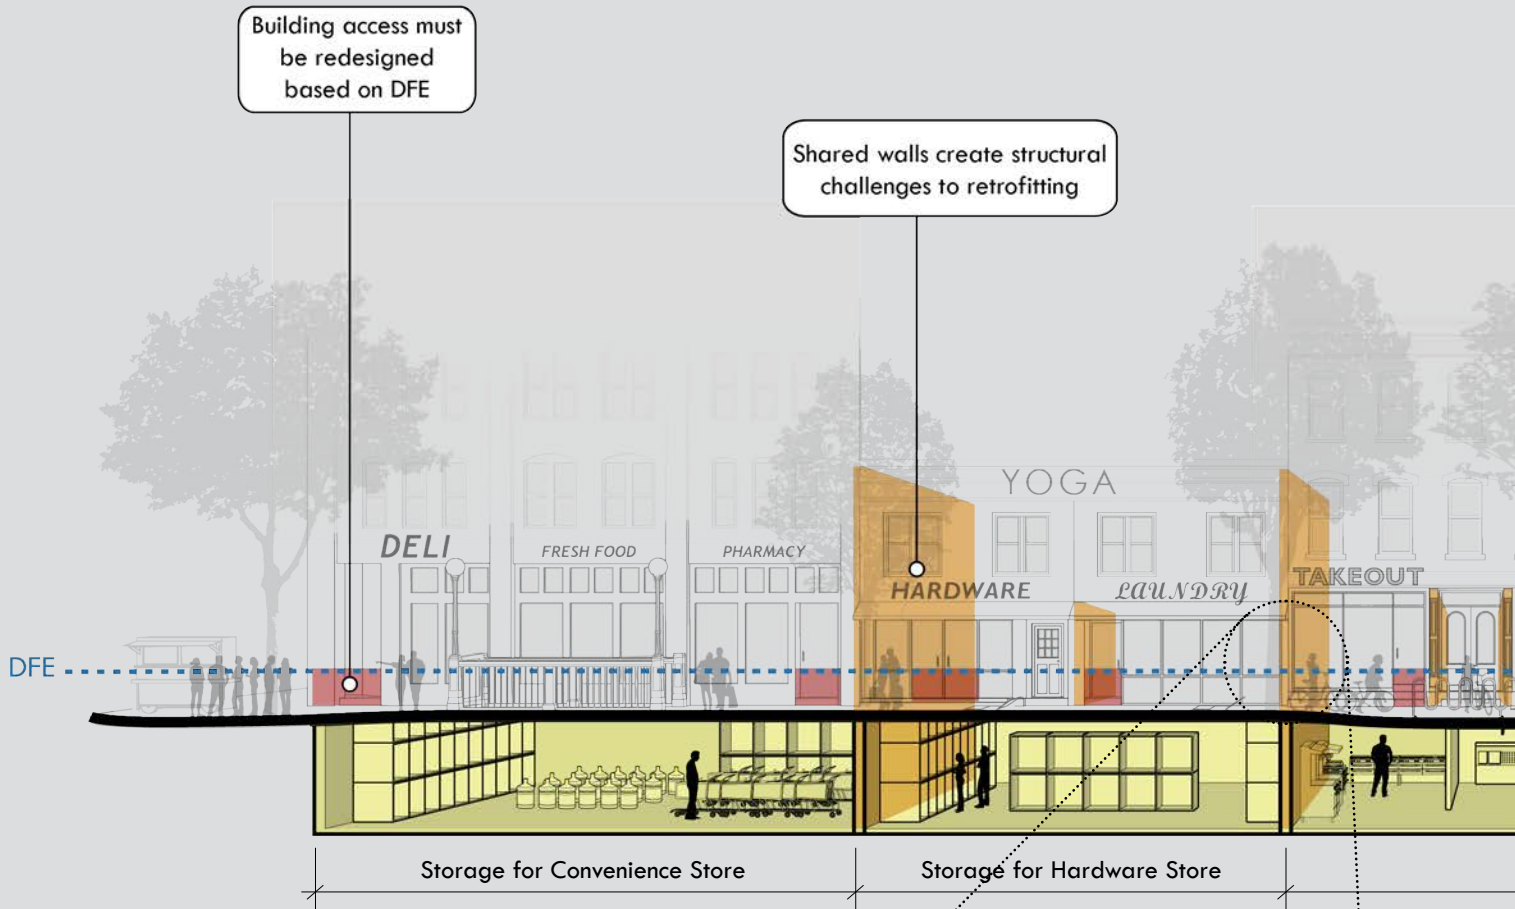 Building access must
be redesigned
based on DFE
Shared walls create structural
challenges to retrofitting
YOGA
DELI
FRESH FOOD
PHARMACY
HARDWARE
LAUNDRY
TAKEOUT
DFE
Storage for Convenience Store
Storage for Hardware Store